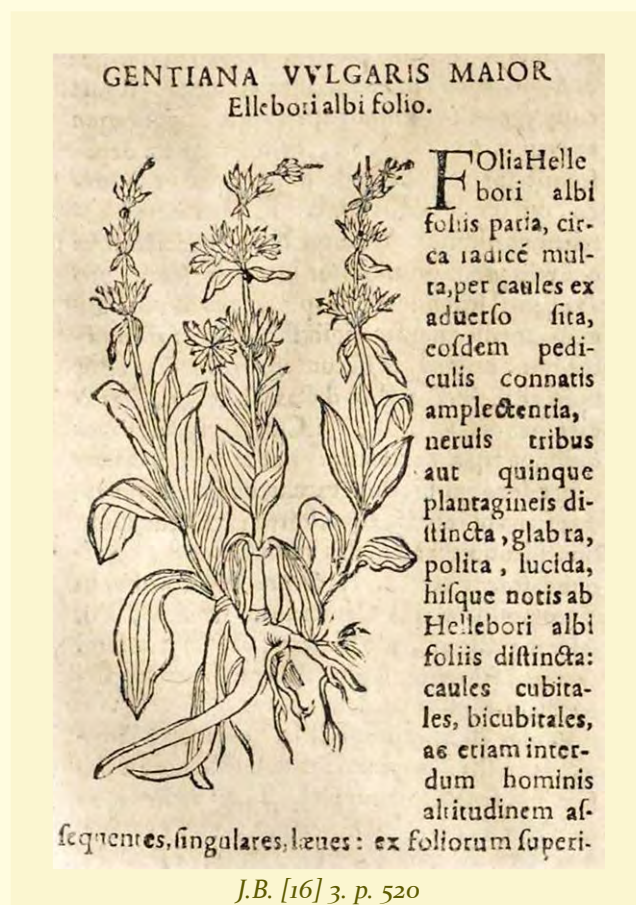 GENTIANA VVLGARIS MAIOR
Ellebori albi folio.
FOlia Helle
bori albi
foliis paria, cir-
ca radicé mul-
ta, per caules ex
aduerſo ſita,
eoſdem pedi-
culis connatis
amplectentia,
neruis tribus
aut quinque
plantagineis di-
ſtincta, glabra,
polita, lucida,
hiſque notis ab
Hellebori albi
foliis diſtincta:
caules cubita-
les, bicubitales,
ac etiam inter-
dum hominis
altitudinem aſ-
ſequentes, ſingulares, læues: ex foliorum ſuperi-
J.B. [16] 3. p. 520